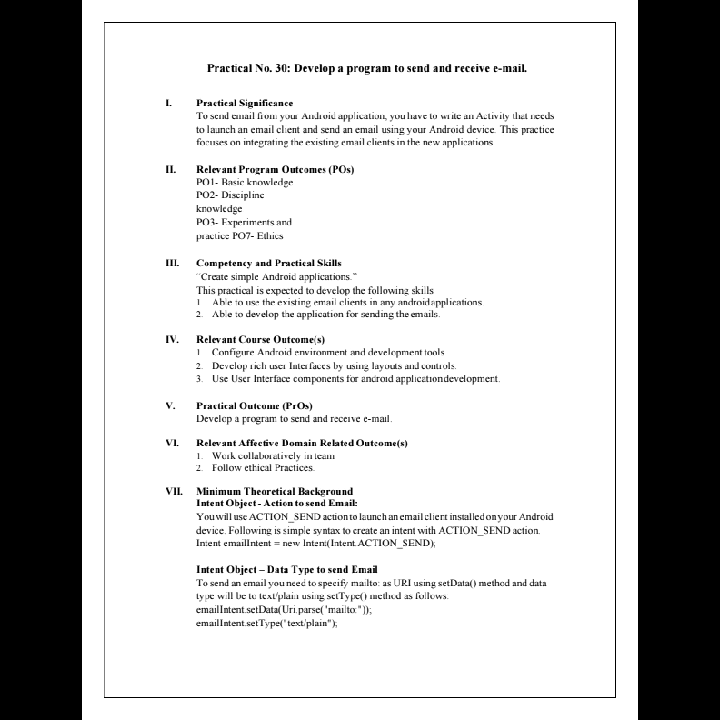 Practical No. 30: Develop a program to send and receive e-mail.
I. Practical Significance
To send email from your Android application, you have to write an Activity that needs
to launch an email client and send an email using your Android device. This practice
focuses on integrating the existing email clients in the new applications.
II. Relevant Program Outcomes (POs)
PO1- Basic knowledge
PO2- Discipline
knowledge
PO3- Experiments and
practice PO7- Ethics
III. Competency and Practical Skills
"Create simple Android applications."
This practical is expected to develop the following skills
1. Able to use the existing email clients in any android applications.
2. Able to develop the application for sending the emails.
IV. Relevant Course Outcome(s)
1. Configure Android environment and development tools.
2. Develop rich user Interfaces by using layouts and controls.
3. Use User Interface components for android application development.
V. Practical Outcome (PrOs)
Develop a program to send and receive e-mail.
VI. Relevant Affective Domain Related Outcome(s)
1. Work collaboratively in team
2. Follow ethical Practices.
VII. Minimum Theoretical Background
Intent Object - Action to send Email:
You will use ACTION_SEND action to launch an email client installed on your Android
device. Following is simple syntax to create an intent with ACTION_SEND action.
Intent emailIntent = new Intent(Intent.ACTION_SEND);
Intent Object – Data Type to send Email
To send an email you need to specify mailto: as URI using setData() method and data
type will be to text/plain using setType() method as follows:
emailIntent.setData(Uri.parse("mailto:"));
emailIntent.setType("text/plain");